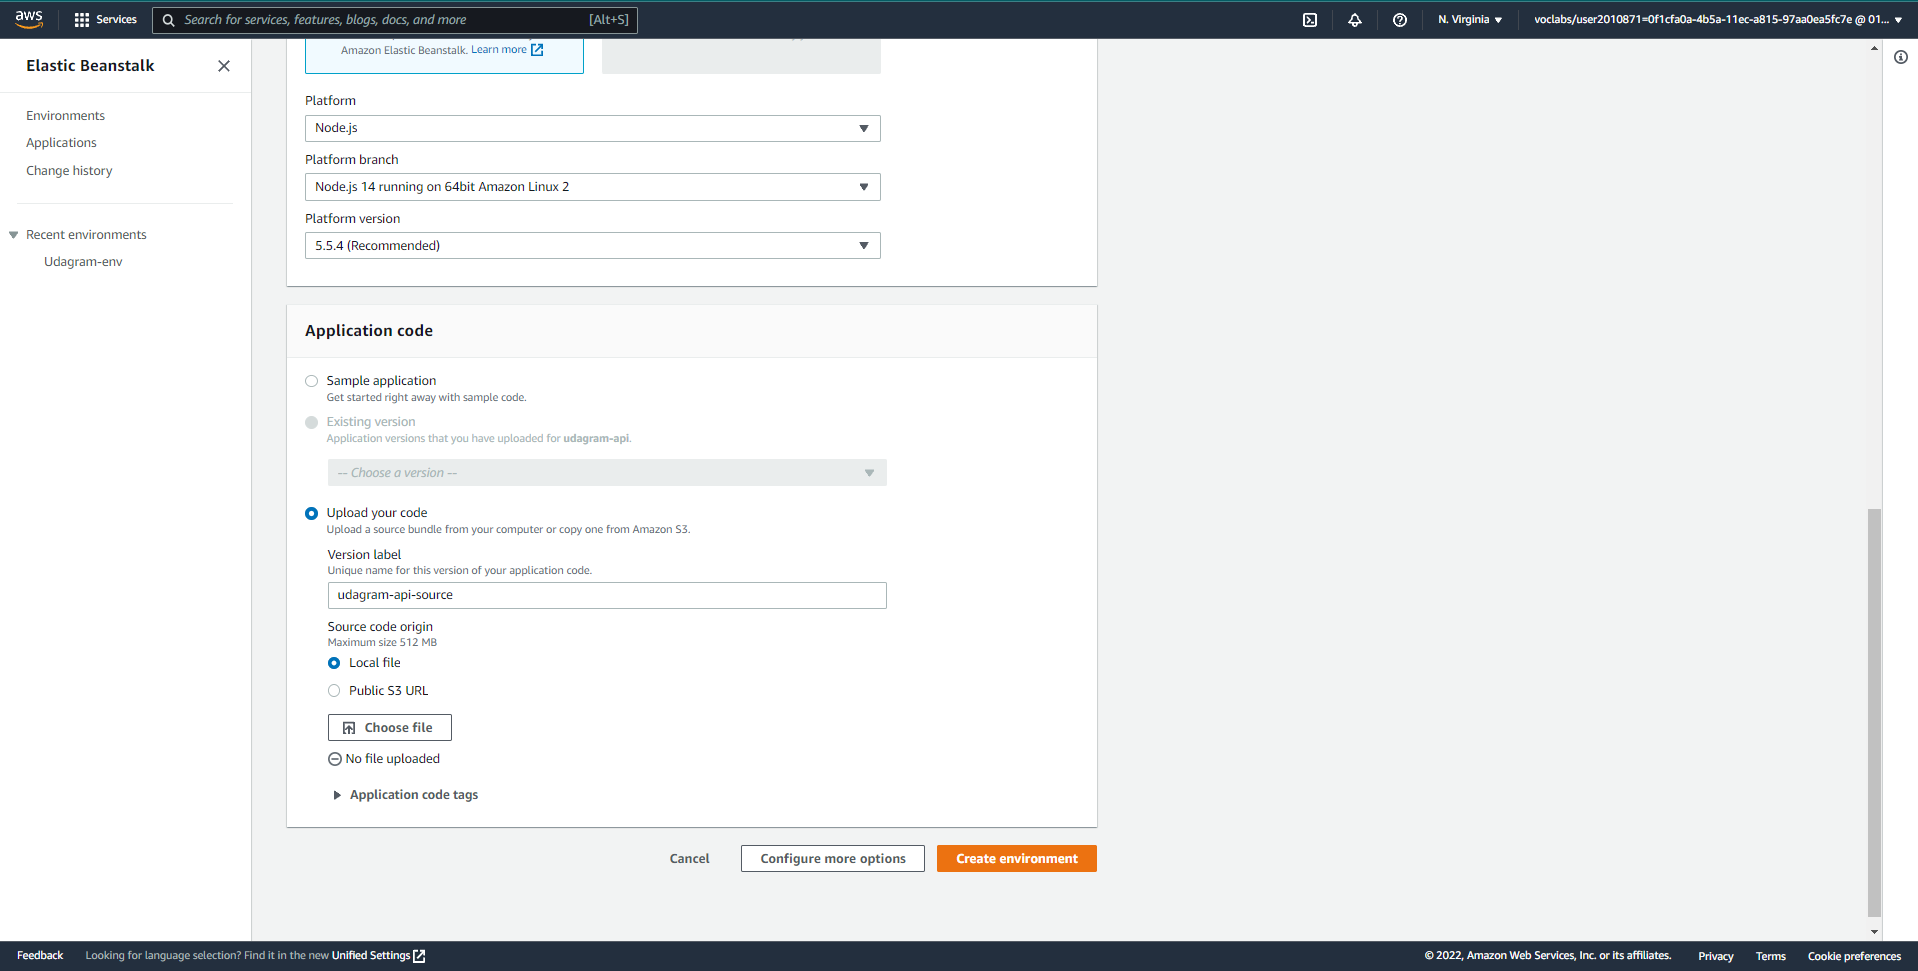 aws
Services
Search for services, features, blogs, docs, and more [Alt+S]
N. Virginia
voclabs/user2010871=0f1cfa0a-4b5a-11ec-a815-97aa0ea5fc7e @ 01...
Elastic Beanstalk
Environments
Applications
Change history
Recent environments
Udagram-env
Amazon Elastic Beanstalk. Learn more
Platform
Node.js
Platform branch
Node.js 14 running on 64bit Amazon Linux 2
Platform version
5.5.4 (Recommended)
Application code
Sample application
Get started right away with sample code.
Existing version
Application versions that you have uploaded for udagram-api.
-- Choose a version --
Upload your code
Upload a source bundle from your computer or copy one from Amazon S3.
Version label
Unique name for this version of your application code.
udagram-api-source
Source code origin
Maximum size 512 MB
Local file
Public S3 URL
Choose file
No file uploaded
Application code tags
Cancel
Configure more options
Create environment
Feedback
Looking for language selection? Find it in the new Unified Settings
© 2022, Amazon Web Services, Inc. or its affiliates.
Privacy
Terms
Cookie preferences